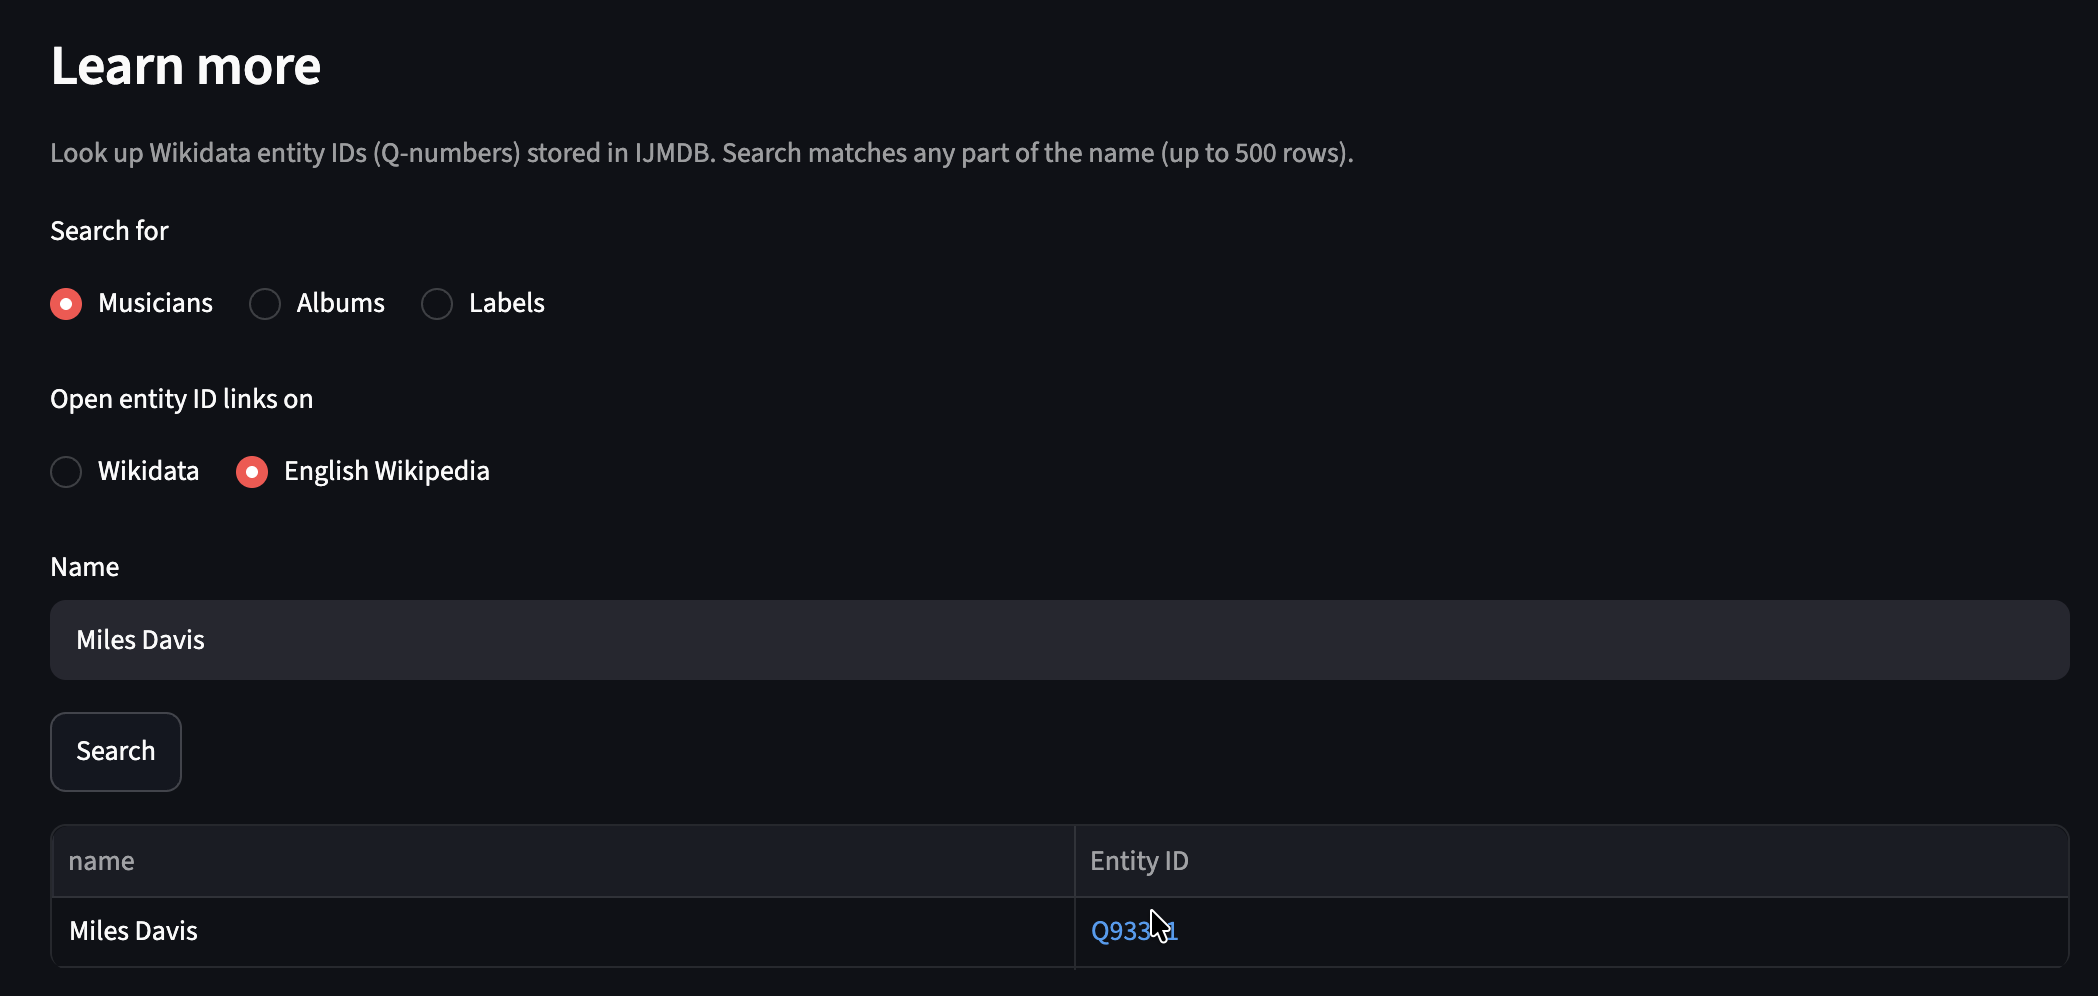 Learn more
Look up Wikidata entity IDs (Q-numbers) stored in IJMDB. Search matches any part of the name (up to 500 rows).
Search for
Musicians Albums Labels
Open entity ID links on
Wikidata English Wikipedia
Name
Miles Davis
Search
name Entity ID
Miles Davis